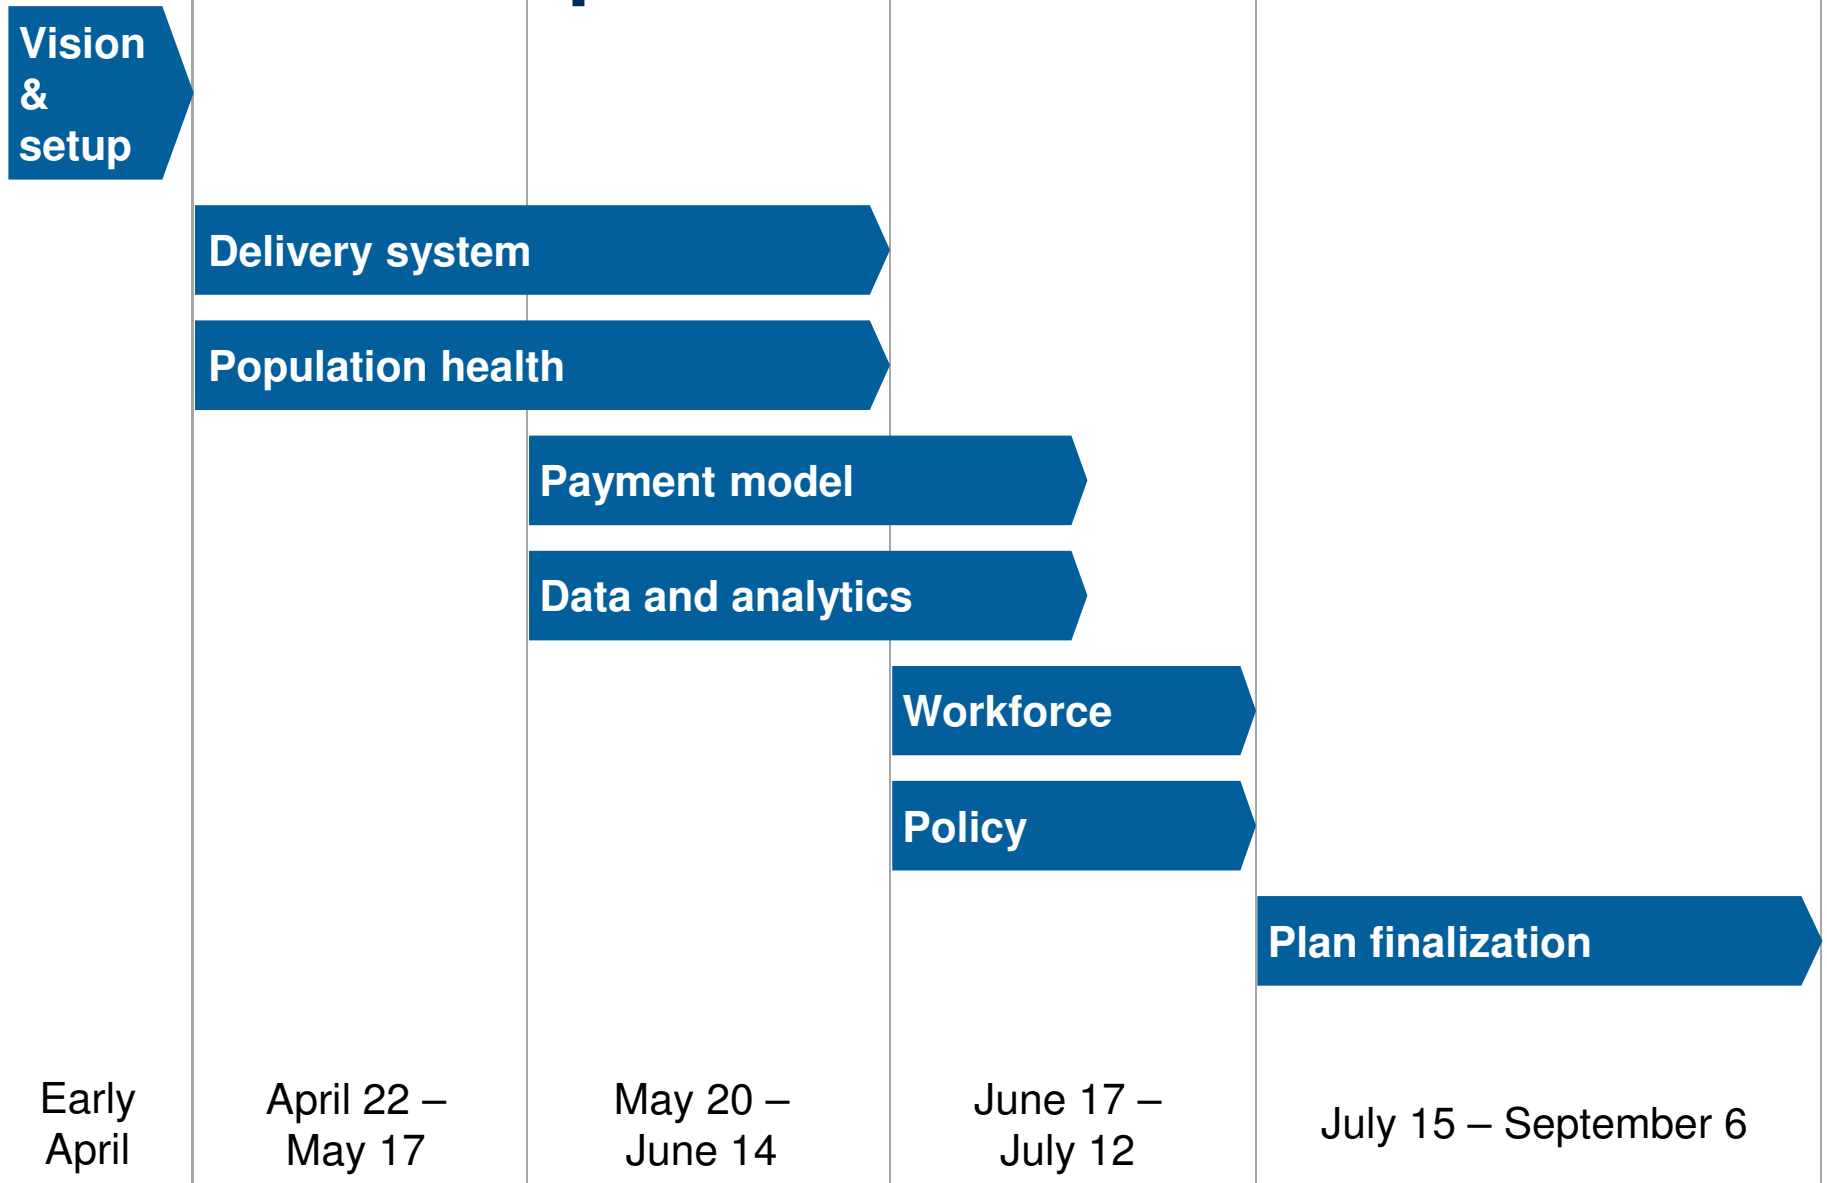 Vision
&
setup
Delivery system
Population health
Payment model
Data and analytics
Workforce
Policy
Plan finalization
Early
April
April 22 –
May 17
May 20 –
June 14
June 17 –
July 12
July 15 – September 6